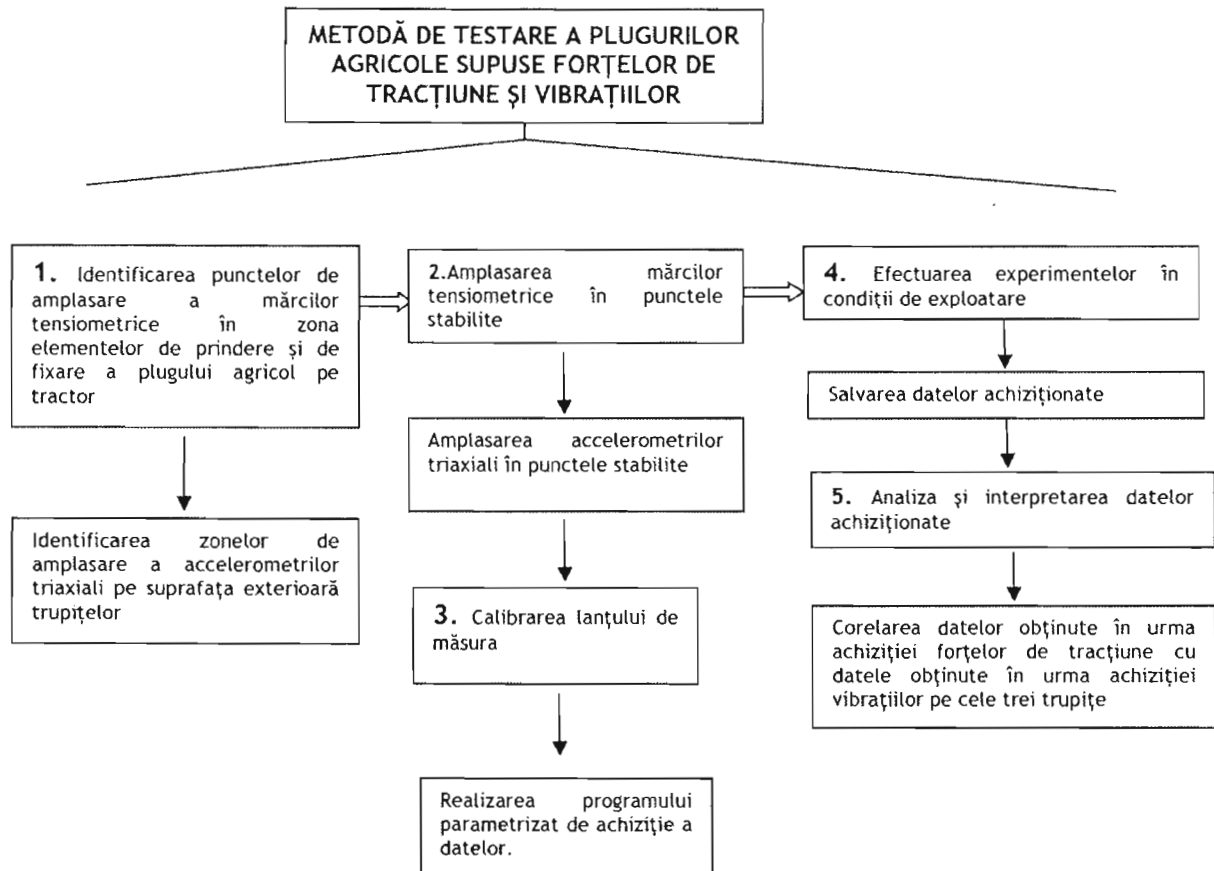 METODĂ DE TESTARE A PLUGURILOR
AGRICOLE SUPUSE FORȚELOR DE
TRACȚIUNE ȘI VIBRAȚIILOR
1. Identificarea punctelor de
amplasare a mărcilor
tensiometrice în zona
elementelor de prindere și de
fixare a plugului agricol pe
tractor
Identificarea zonelor de
amplasare a accelerometrilor
triaxiali pe suprafața exterioară
trupițelor
2.Amplasarea mărcilor
tensiometrice în punctele
stabilite
Amplasarea accelerometrilor
triaxiali în punctele stabilite
3. Calibrarea lanțului de
măsura
Realizarea programului
parametrizat de achiziție a
datelor.
4. Efectuarea experimentelor în
condiții de exploatare
Salvarea datelor achiziționate
5. Analiza și interpretarea datelor
achiziționate
Corelarea datelor obținute în urma
achiziției forțelor de tracțiune cu
datele obținute în urma achiziției
vibrațiilor pe cele trei trupițe